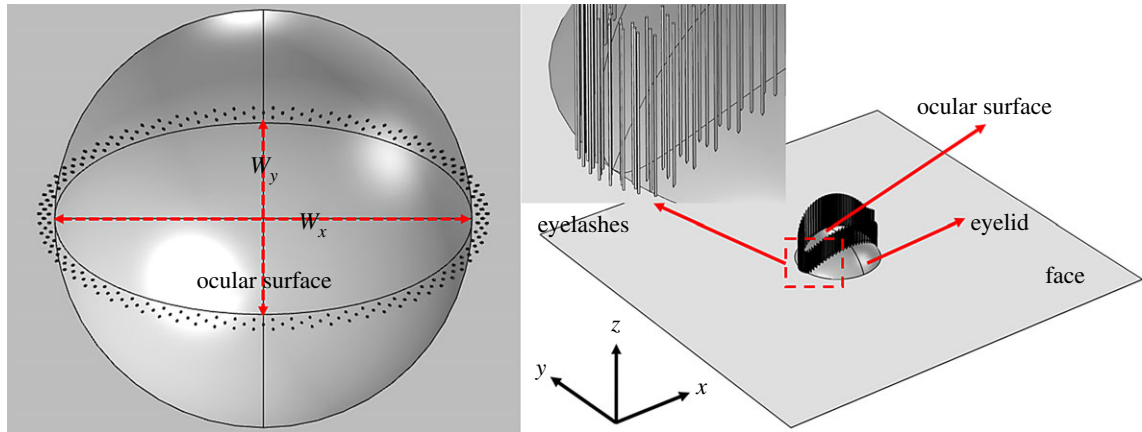 W_y
W_x
ocular surface
ocular surface
eyelashes
eyelid
face
z
y
x